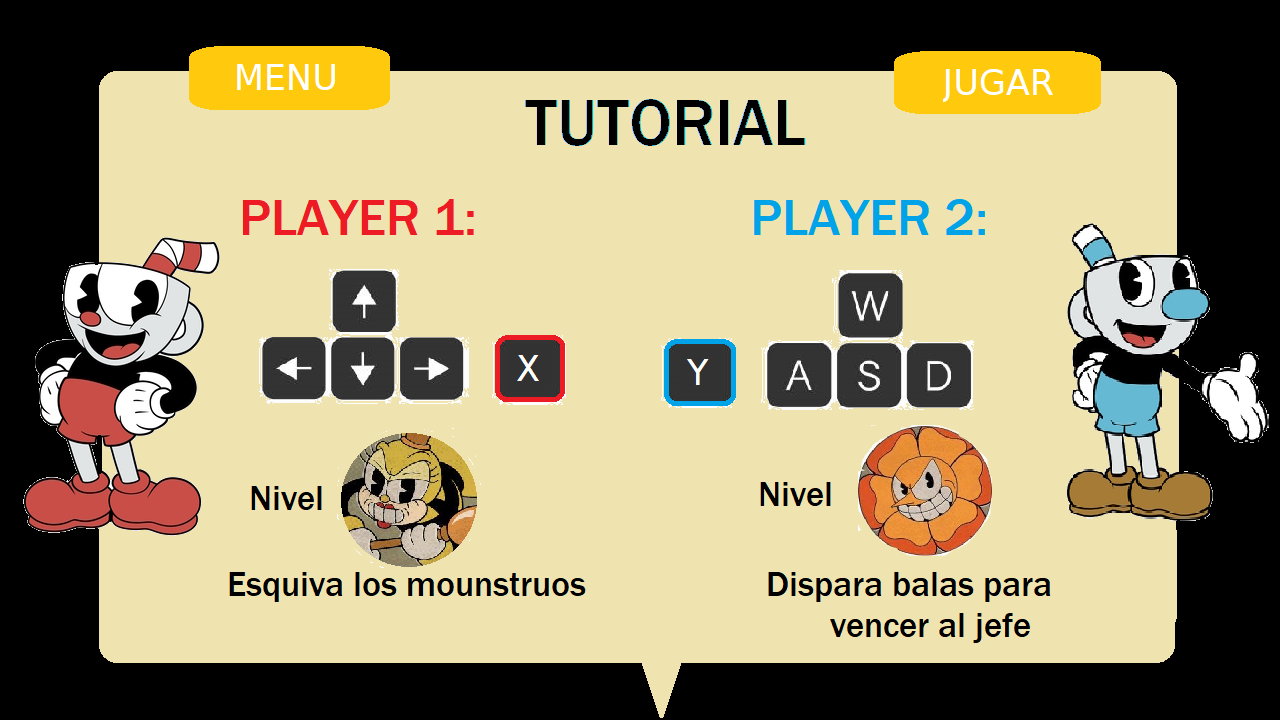 MENU
JUGAR
TUTORIAL
PLAYER 1:
PLAYER 2:
W
X
Y
A S D
Nivel
Nivel
Esquiva los mounstruos
Dispara balas para
vencer al jefe